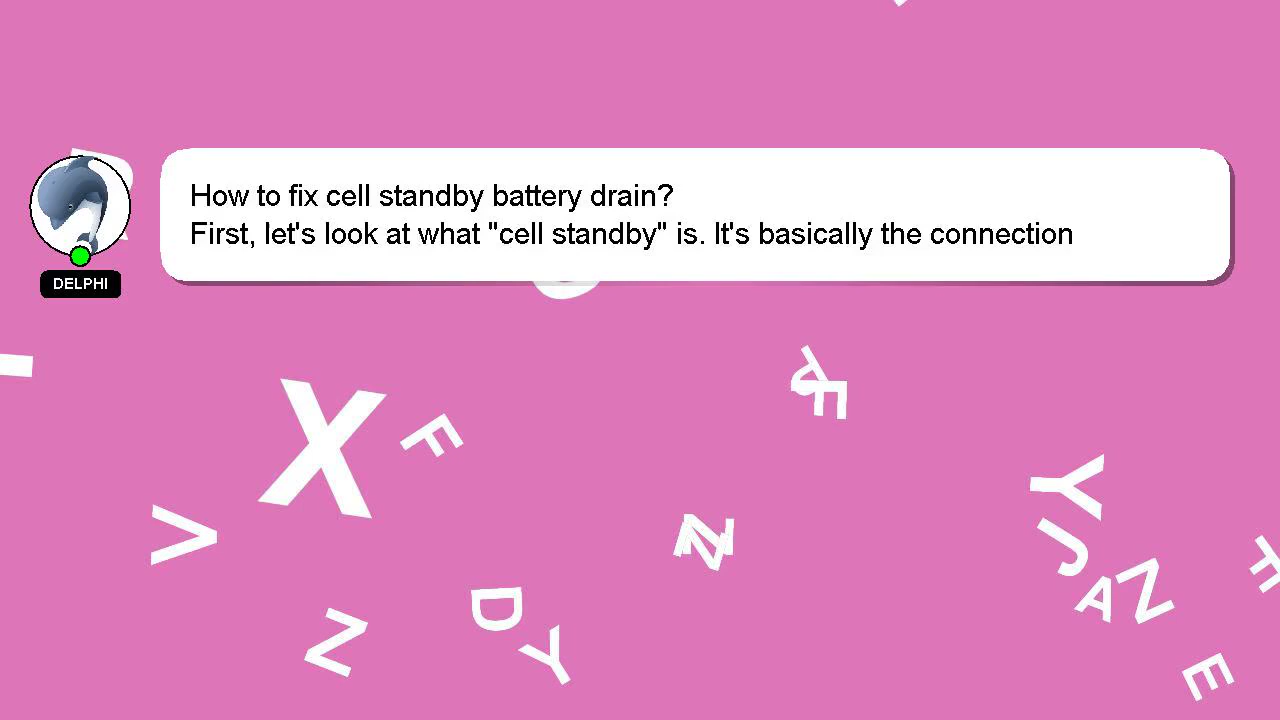 How to fix cell standby battery drain?
First, let's look at what "cell standby" is. It's basically the connection
DELPHI
X
F
F
Y
J
A
N
F
V
N
D
Y
N
E